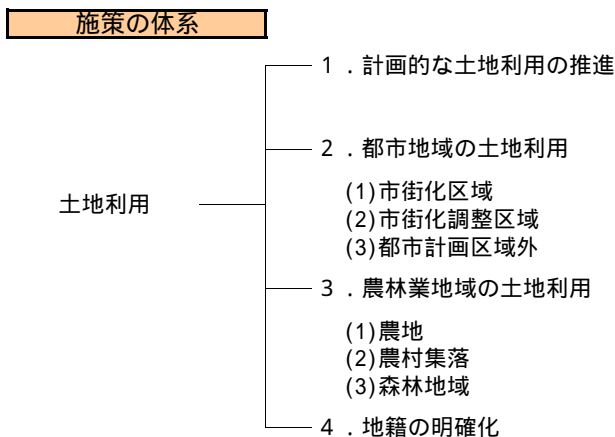 施策の体系
1．計画的な土地利用の推進
2．都市地域の土地利用
(1)市街化区域
土地利用
(2)市街化調整区域
(3)都市計画区域外
3．農林業地域の土地利用
(1)農地
(2)農村集落
(3)森林地域
4．地籍の明確化